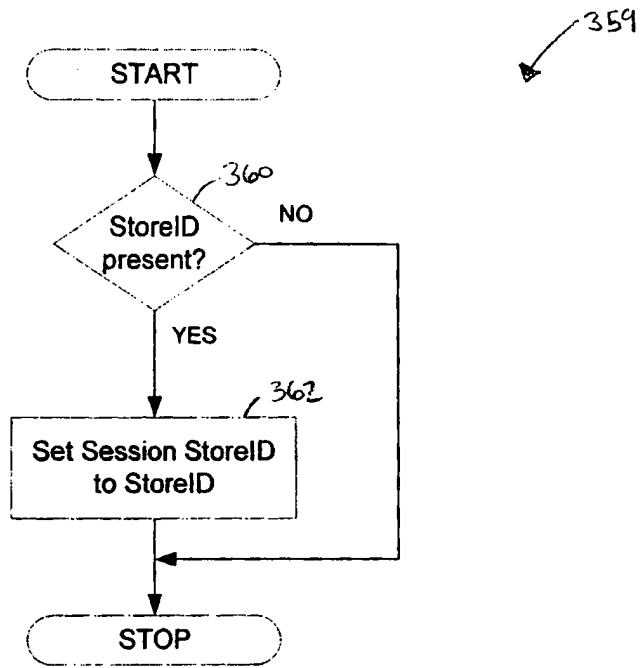 359
START
360
StoreID
present?
NO
YES
362
Set Session StoreID
to StoreID
STOP